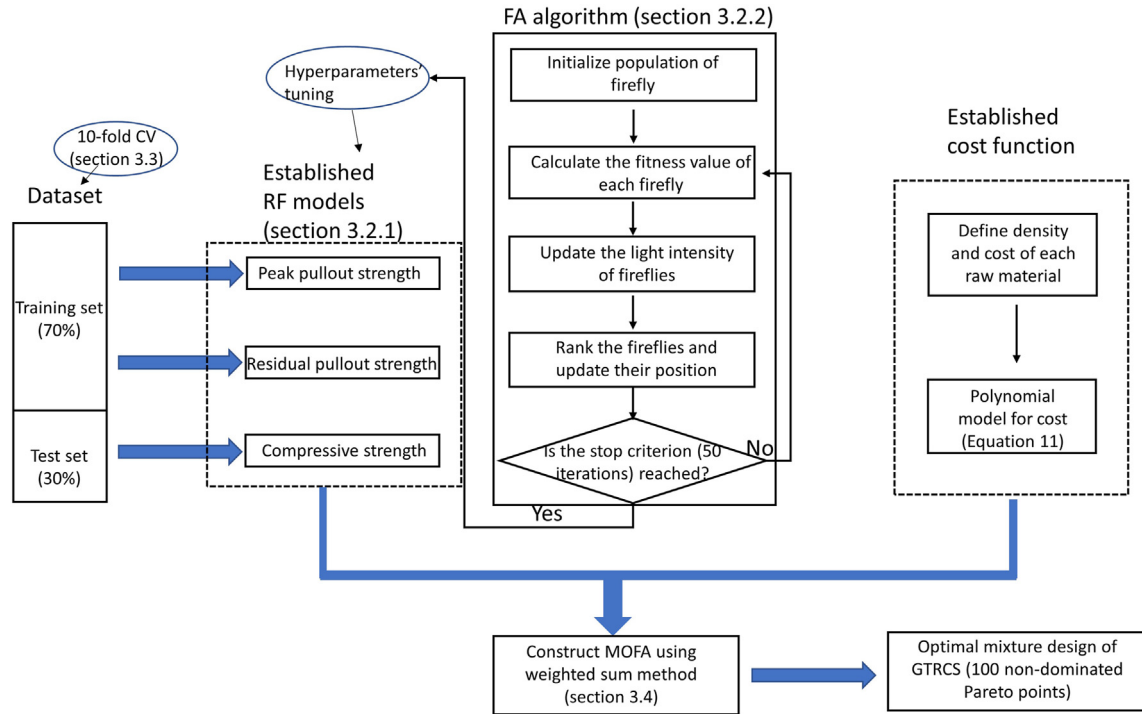 FA algorithm (section 3.2.2)
Initialize population of
firefly
Hyperparameters'
tuning
Calculate the fitness value of
each firefly
Established
cost function
10-fold CV
(section 3.3)
Dataset
Established
RF models
(section 3.2.1)
Update the light intensity
of fireflies
Define density
and cost of each
raw material
Peak pullout strength
Training set
(70%)
Residual pullout strength
Rank the fireflies and
update their position
Polynomial
model for cost
(Equation 11)
Test set
(30%)
Compressive strength
Is the stop criterion (50
iterations) reached?
No
Yes
Construct MOFA using
weighted sum method
(section 3.4)
Optimal mixture design of
GTRCS (100 non-dominated
Pareto points)